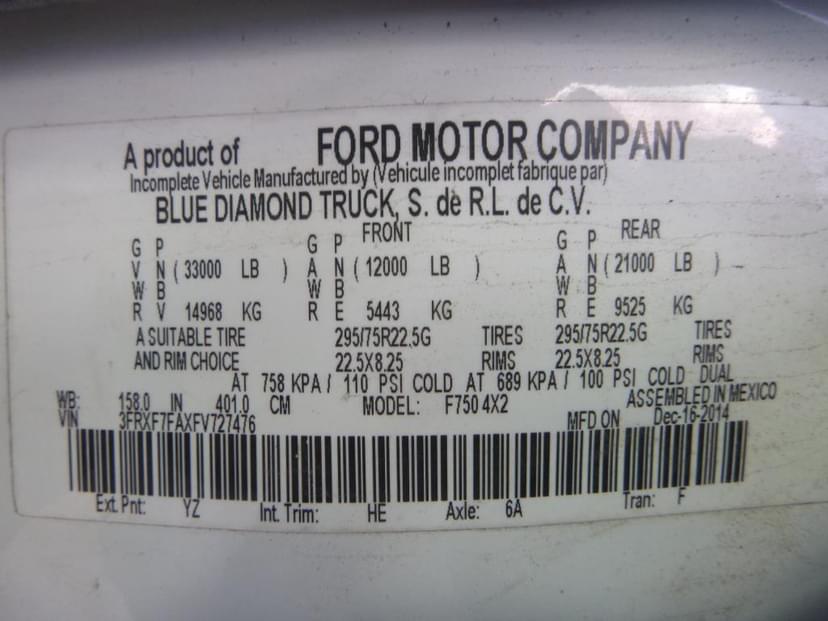 A product of FORD MOTOR COMPANY
Incomplete Vehicle Manufactured by (Vehicule incomplet fabrique par)
BLUE DIAMOND TRUCK, S. de R.L. de C.V.
FRONT REAR
G P G P G P
V N ( 33000 LB ) A N ( 12000 LB ) A N ( 21000 LB )
W B W B W B
R V 14968 KG R E 5443 KG R E 9525 KG
A SUITABLE TIRE 295/75R22.5G TIRES 295/75R22.5G TIRES
AND RIM CHOICE 22.5X8.25 RIMS 22.5X8.25 RIMS
AT 758 KPA / 110 PSI COLD AT 689 KPA / 100 PSI COLD DUAL
WB: 158.0 IN 401.0 CM MODEL: F750 4X2 ASSEMBLED IN MEXICO
VIN 3FRXF7FAXFV727476 MFD ON Dec-16-2014
Ext. Pnt: YZ Int. Trim: HE Axle: 6A Tran: F